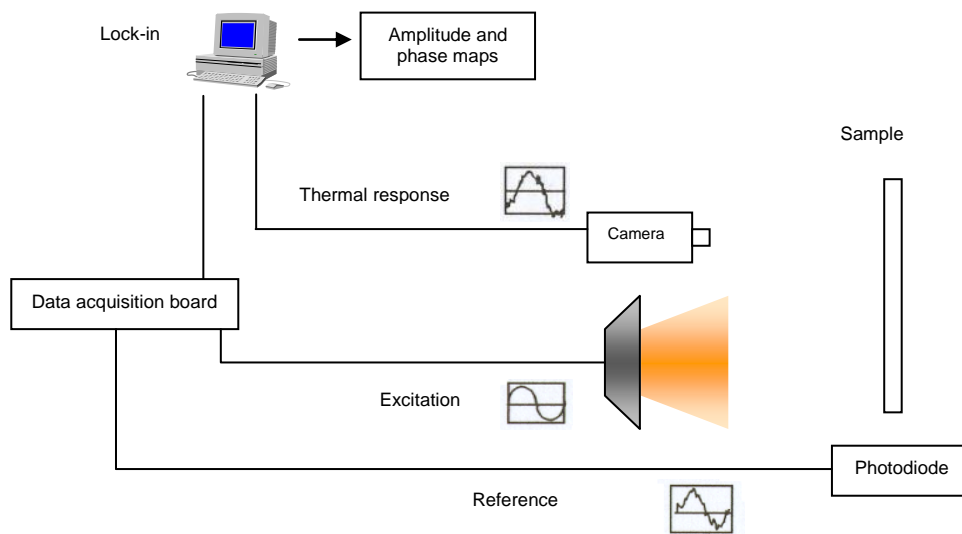 Lock-in
Amplitude and
phase maps
Sample
Thermal response
Camera
Data acquisition board
Excitation
Photodiode
Reference